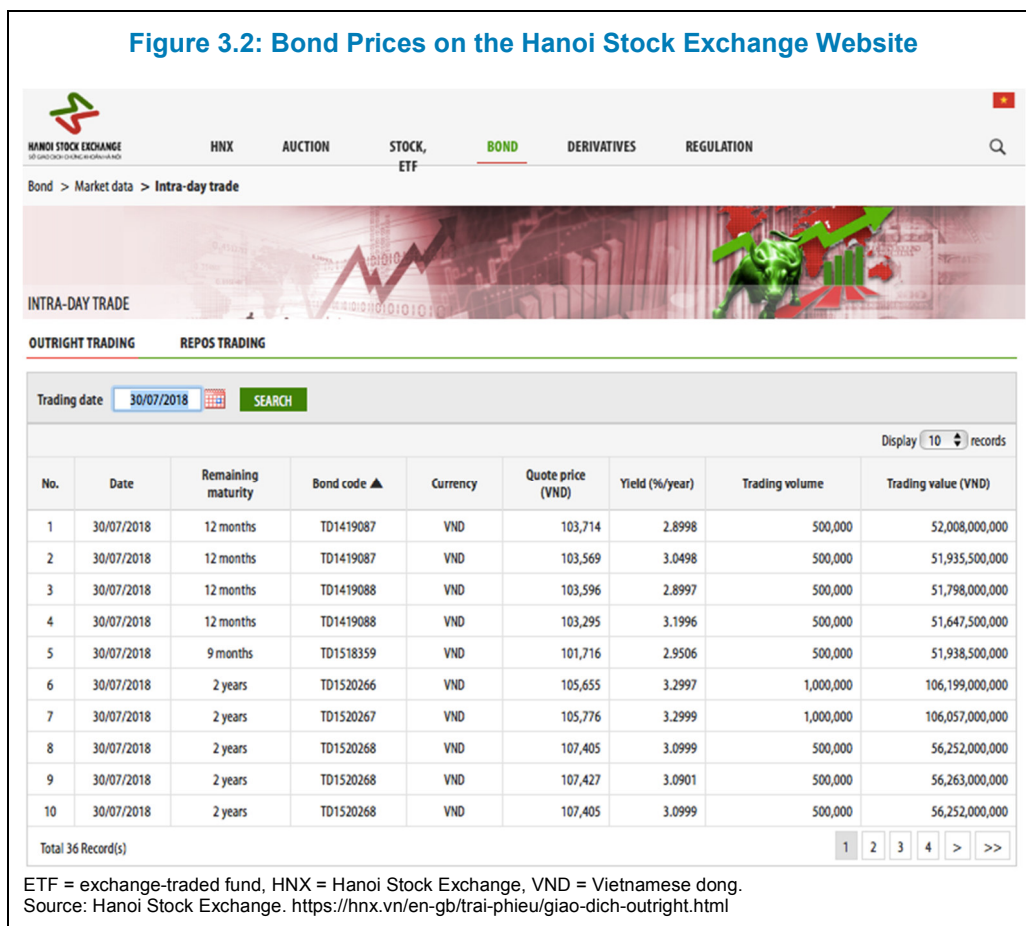 Figure 3.2: Bond Prices on the Hanoi Stock Exchange Website
HANOI STOCK EXCHANGE
SỞ GIAO DỊCH CHỨNG KHOÁN HÀ NỘI
HNX AUCTION STOCK, ETF BOND DERIVATIVES REGULATION
Bond > Market data > Intra-day trade
INTRA-DAY TRADE
OUTRIGHT TRADING REPOS TRADING
Trading date 30/07/2018 SEARCH
Display 10 records
No. Date Remaining maturity Bond code ▲ Currency Quote price (VND) Yield (%/year) Trading volume Trading value (VND)
1 30/07/2018 12 months TD1419087 VND 103,714 2.8998 500,000 52,008,000,000
2 30/07/2018 12 months TD1419087 VND 103,569 3.0498 500,000 51,935,500,000
3 30/07/2018 12 months TD1419088 VND 103,596 2.8997 500,000 51,798,000,000
4 30/07/2018 12 months TD1419088 VND 103,295 3.1996 500,000 51,647,500,000
5 30/07/2018 9 months TD1518359 VND 101,716 2.9506 500,000 51,938,500,000
6 30/07/2018 2 years TD1520266 VND 105,655 3.2997 1,000,000 106,199,000,000
7 30/07/2018 2 years TD1520267 VND 105,776 3.2999 1,000,000 106,057,000,000
8 30/07/2018 2 years TD1520268 VND 107,405 3.0999 500,000 56,252,000,000
9 30/07/2018 2 years TD1520268 VND 107,427 3.0901 500,000 56,263,000,000
10 30/07/2018 2 years TD1520268 VND 107,405 3.0999 500,000 56,252,000,000
Total 36 Record(s) 1 2 3 4 > >>
ETF = exchange-traded fund, HNX = Hanoi Stock Exchange, VND = Vietnamese dong.
Source: Hanoi Stock Exchange. https://hnx.vn/en-gb/trai-phieu/giao-dich-outright.html